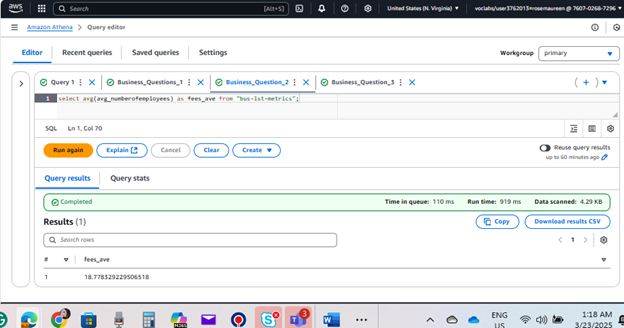 aws
Search
[Alt+S]
United States (N. Virginia)
voclabs/user3762013=rosemaureen @ 7607-0268-7296
Amazon Athena > Query editor
Editor
Recent queries
Saved queries
Settings
Workgroup
primary
Query 1
Business_Questions_1
Business_Question_2
Business_Question_3
1 select avg(avg_numberofemployees) as fees_ave from "bus-lst-metrics";
SQL Ln 1, Col 70
Run again
Explain
Cancel
Clear
Create
Reuse query results
up to 60 minutes ago
Query results
Query stats
Completed
Time in queue: 110 ms
Run time: 919 ms
Data scanned: 4.29 KB
Results (1)
Copy
Download results CSV
Search rows
1
# fees_ave
1 18.778329229506518
M365
3
ENG
US
1:18 AM
3/23/2025